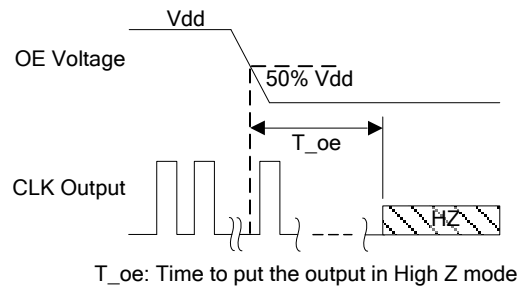 Vdd
OE Voltage
50% Vdd
T_oe
CLK Output
HZ
T_oe: Time to put the output in High Z mode